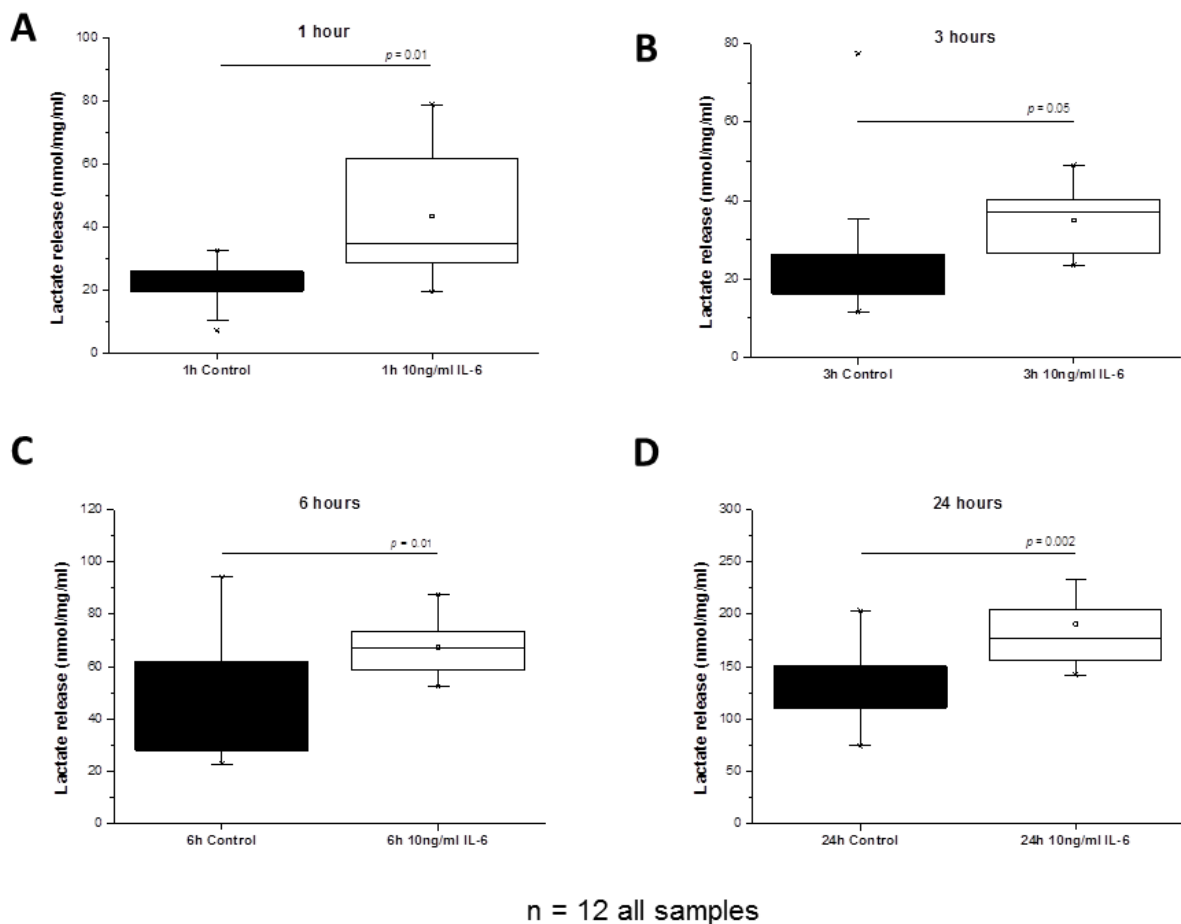 A
1 hour
p = 0.01
Lactate release (nmol/mg/ml)
100
80
60
40
20
0
1h Control
1h 10ng/ml IL-6
B
3 hours
p = 0.05
Lactate release (nmol/mg/ml)
80
60
40
20
0
3h Control
3h 10ng/ml IL-6
C
6 hours
p = 0.01
Lactate release (nmol/mg/ml)
120
100
80
60
40
20
0
6h Control
6h 10ng/ml IL-6
D
24 hours
p = 0.002
Lactate release (nmol/mg/ml)
300
250
200
150
100
50
0
24h Control
24h 10ng/ml IL-6
n = 12 all samples